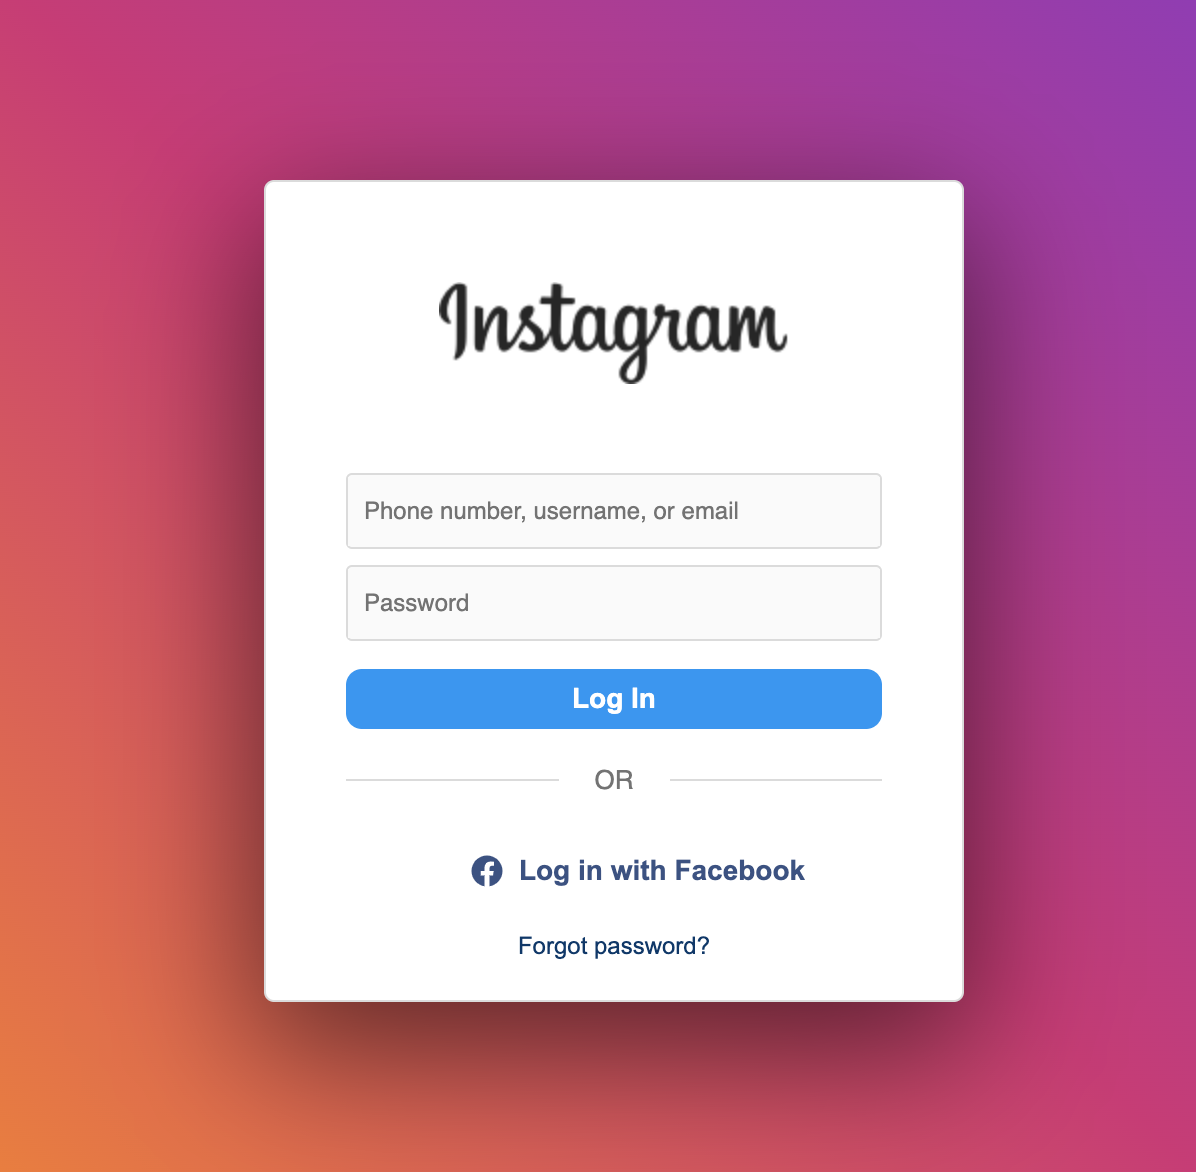 Instagram
Phone number, username, or email
Password
Log In
OR
Log in with Facebook
Forgot password?